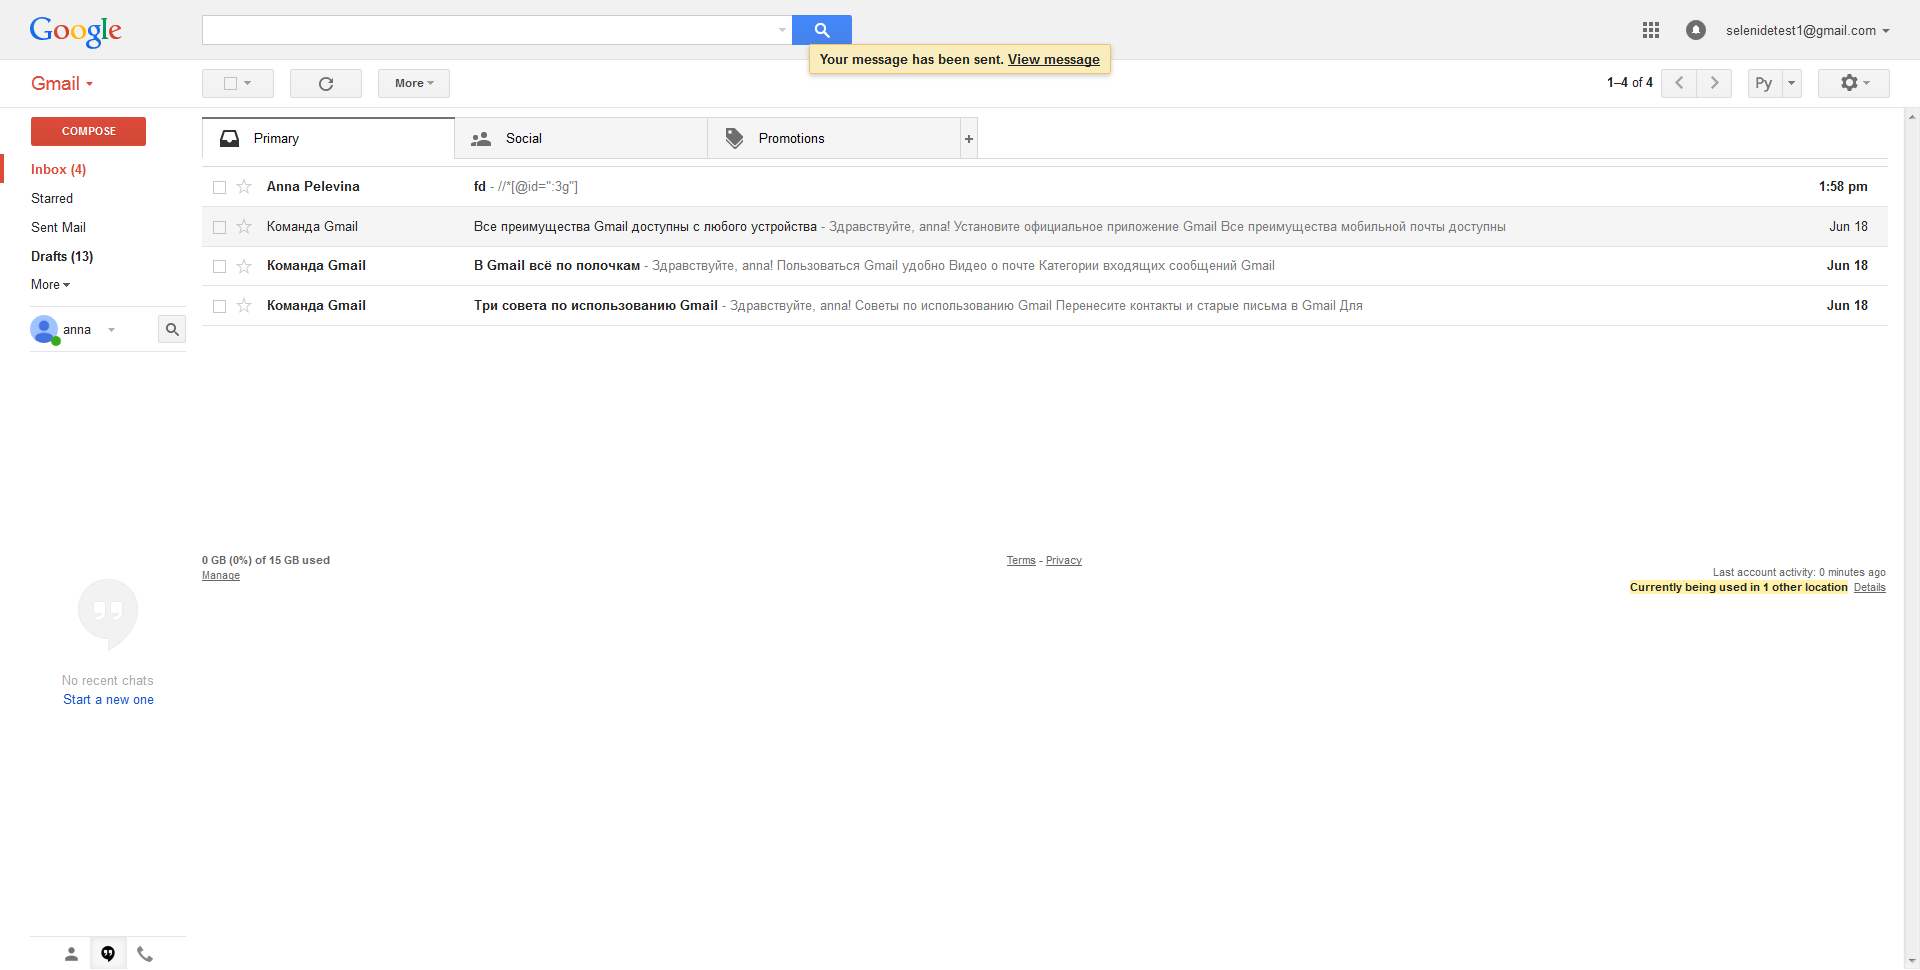 Google
selenidetest1@gmail.com
Your message has been sent. View message
Gmail
More
1–4 of 4
Ру
COMPOSE
Primary
Social
Promotions
+
Inbox (4)
Starred
Sent Mail
Drafts (13)
More
anna
Anna Pelevina fd - //*[@id=":3g"] 1:58 pm
Команда Gmail Все преимущества Gmail доступны с любого устройства - Здравствуйте, anna! Установите официальное приложение Gmail Все преимущества мобильной почты доступны Jun 18
Команда Gmail В Gmail всё по полочкам - Здравствуйте, anna! Пользоваться Gmail удобно Видео о почте Категории входящих сообщений Gmail Jun 18
Команда Gmail Три совета по использованию Gmail - Здравствуйте, anna! Советы по использованию Gmail Перенесите контакты и старые письма в Gmail Для Jun 18
0 GB (0%) of 15 GB used
Manage
Terms - Privacy
Last account activity: 0 minutes ago
Currently being used in 1 other location Details
No recent chats
Start a new one